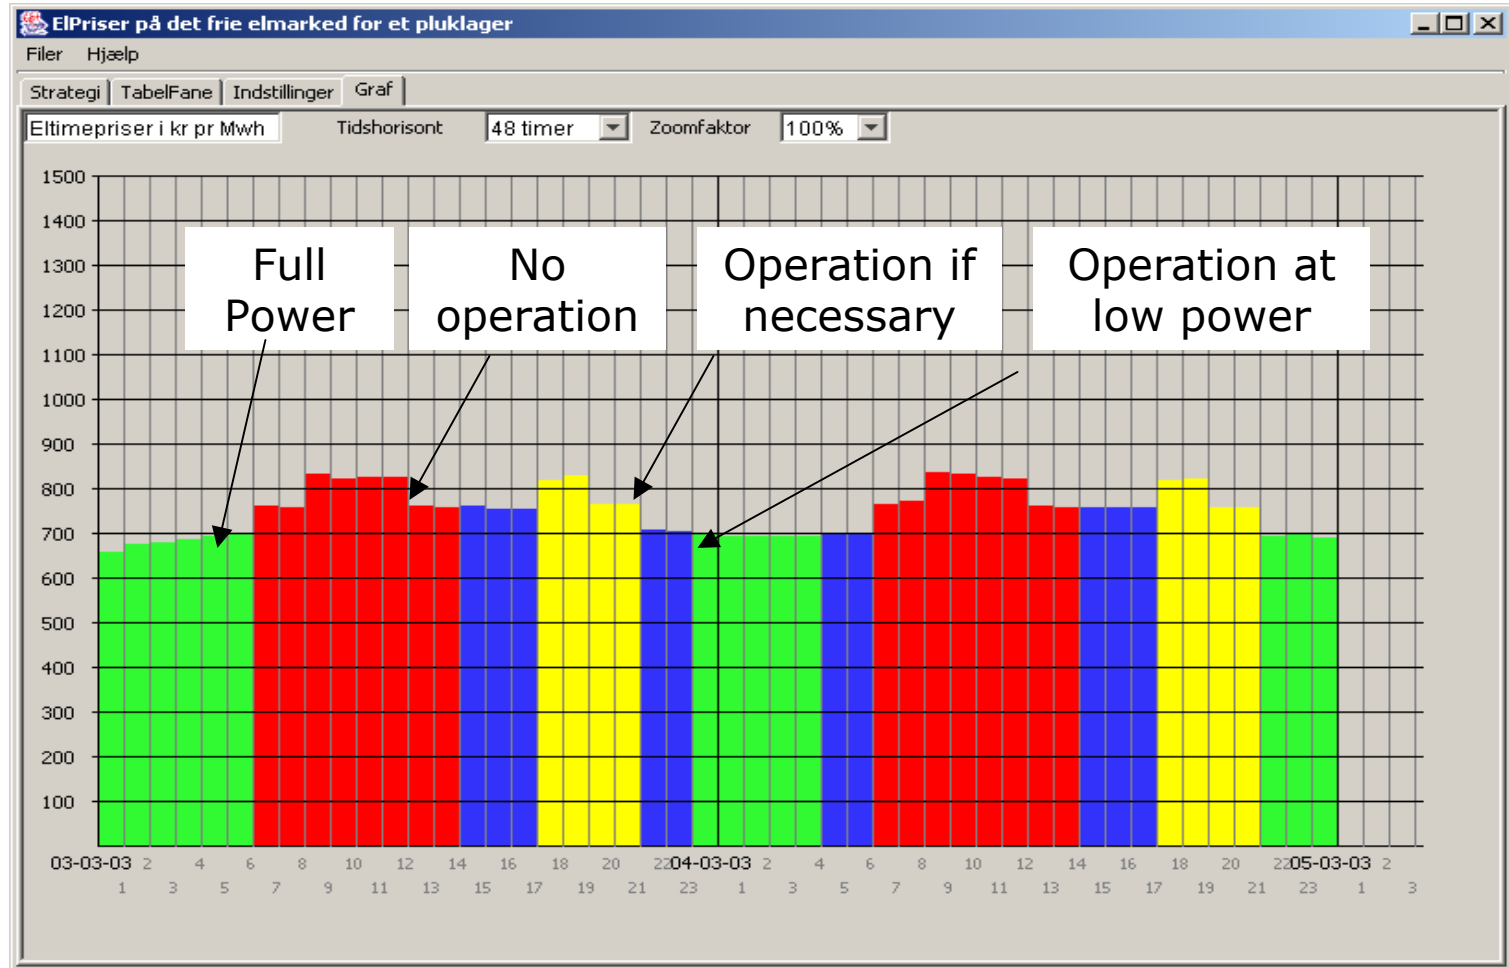 ElPriser på det frie elmarked for et pluklager
Filer Hjælp
Strategi TabelFane Indstillinger Graf
Eltimepriser i kr pr Mwh Tidshorisont 48 timer Zoomfaktor 100%
1500
1400
1300
1200
1100
1000
900
800
700
600
500
400
300
200
100
Full
Power
No
operation
Operation if
necessary
Operation at
low power
03-03-03 2 4 6 8 10 12 14 16 18 20 22 04-03-03 2 4 6 8 10 12 14 16 18 20 22 05-03-03 2
1 3 5 7 9 11 13 15 17 19 21 23 1 3 5 7 9 11 13 15 17 19 21 23 1 3